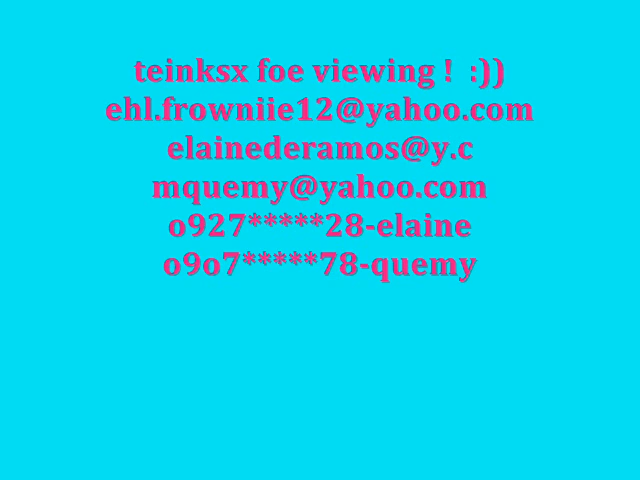 teinksx foe viewing !  :))
ehl.frowniie12@yahoo.com
elainederamos@y.c
mquemy@yahoo.com
o927*****28-elaine
o9o7*****78-quemy